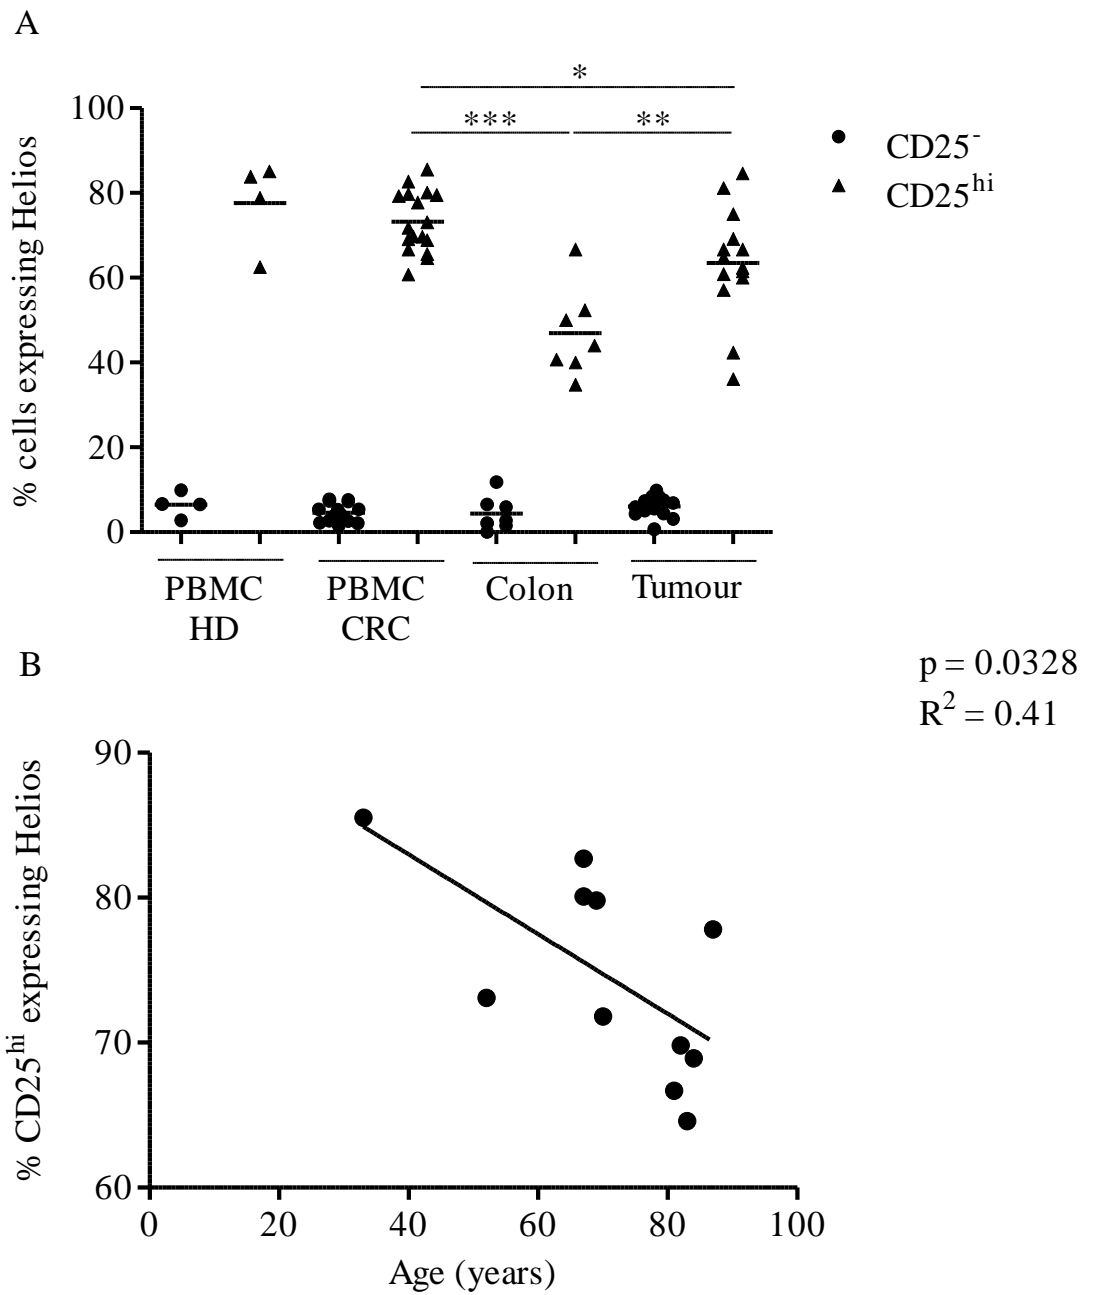 A
*
*** **
100
80
60
40
20
0
% cells expressing Helios
CD25⁻
CD25ʰⁱ
PBMC HD
PBMC CRC
Colon
Tumour
B
p = 0.0328
R² = 0.41
90
80
70
60
% CD25ʰⁱ expressing Helios
0 20 40 60 80 100
Age (years)